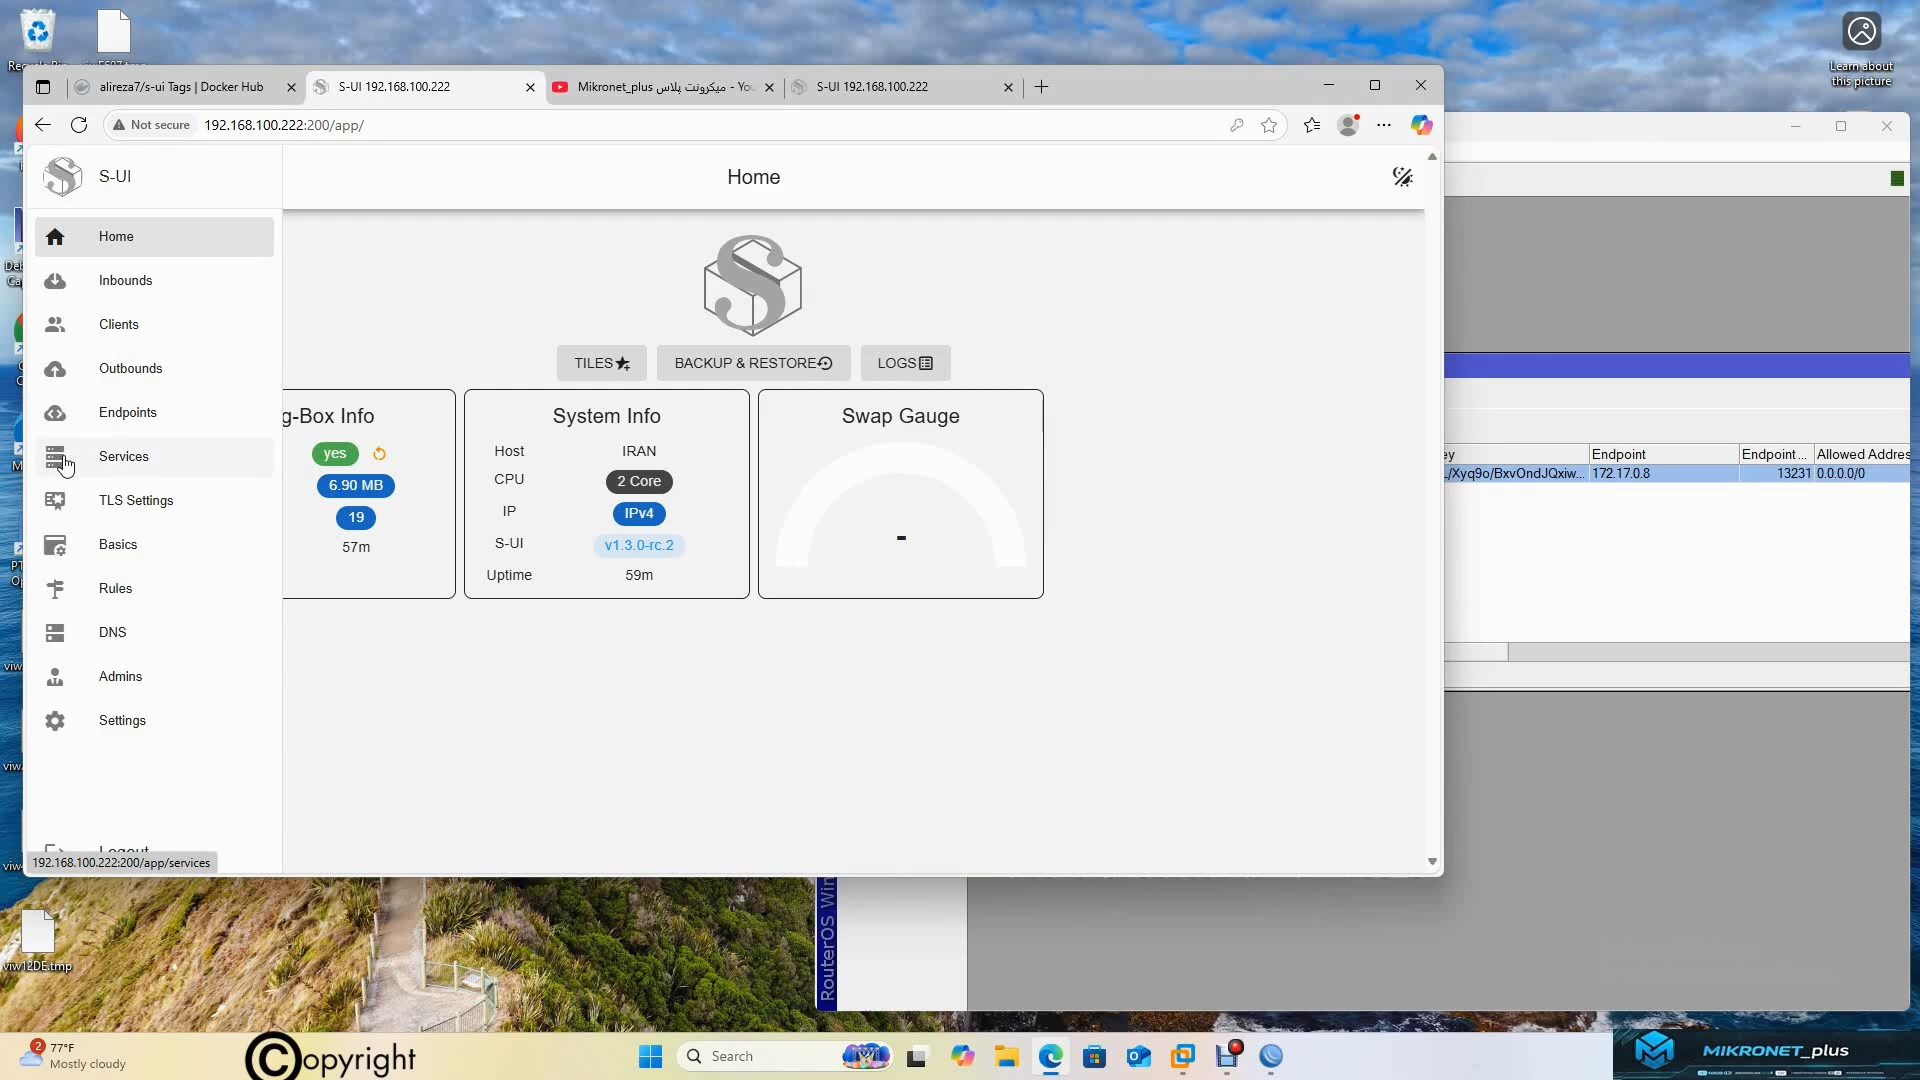 Learn about
this picture
alireza7/s-ui Tags | Docker Hub
S-UI 192.168.100.222
Mikronet_plus میکرونت پلاس - You
S-UI 192.168.100.222
Not secure
192.168.100.222:200/app/
S-UI
Home
Home
Inbounds
Clients
Outbounds
Endpoints
Services
TLS Settings
Basics
Rules
DNS
Admins
Settings
Logout
192.168.100.222:200/app/services
TILES
BACKUP & RESTORE
LOGS
g-Box Info
yes
6.90 MB
19
57m
System Info
Host IRAN
CPU 2 Core
IP IPv4
S-UI v1.3.0-rc.2
Uptime 59m
Swap Gauge
-
ey Endpoint Endpoint ... Allowed Addres
/Xyq9o/BxvOndJQxiw... 172.17.0.8 13231 0.0.0.0/0
RouterOS Win
viw12DE.tmp
2
77°F
Mostly cloudy
Copyright
Search
MIKRONET_plus